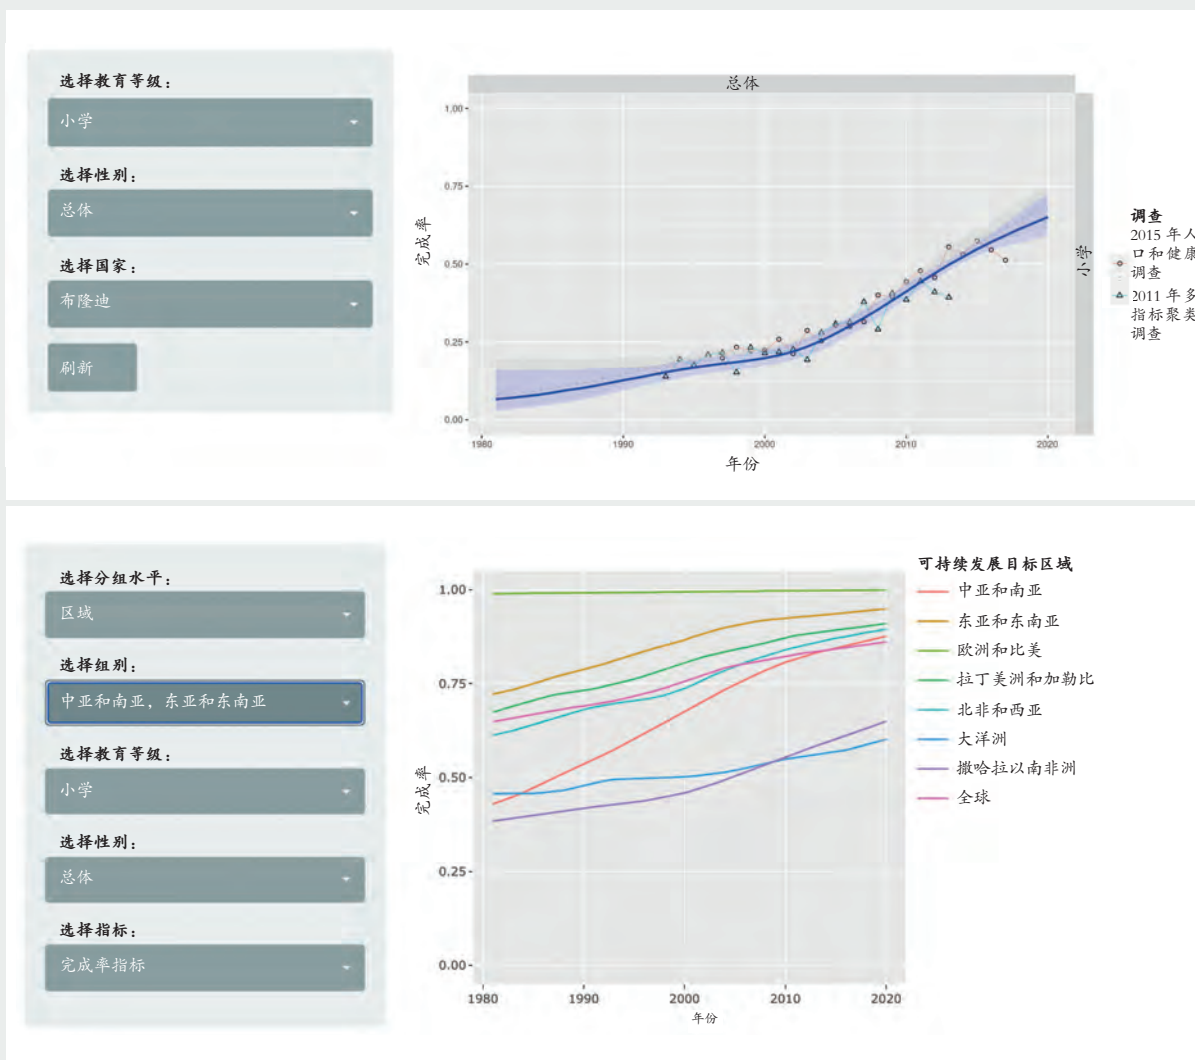 选择教育等级：
小学
选择性别：
总体
选择国家：
布隆迪
刷新
总体
1.00
0.75
0.50
0.25
0.00
完成率
1980
1990
2000
2010
2020
年份
小学
调查
2015 年人
口和健康
调查
2011 年多
指标聚类
调查
选择分组水平：
区域
选择组别：
中亚和南亚，东亚和东南亚
选择教育等级：
小学
选择性别：
总体
选择指标：
完成率指标
1.00
0.75
0.50
0.25
0.00
完成率
1980
1990
2000
2010
2020
年份
可持续发展目标区域
中亚和南亚
东亚和东南亚
欧洲和比美
拉丁美洲和加勒比
北非和西亚
大洋洲
撒哈拉以南非洲
全球